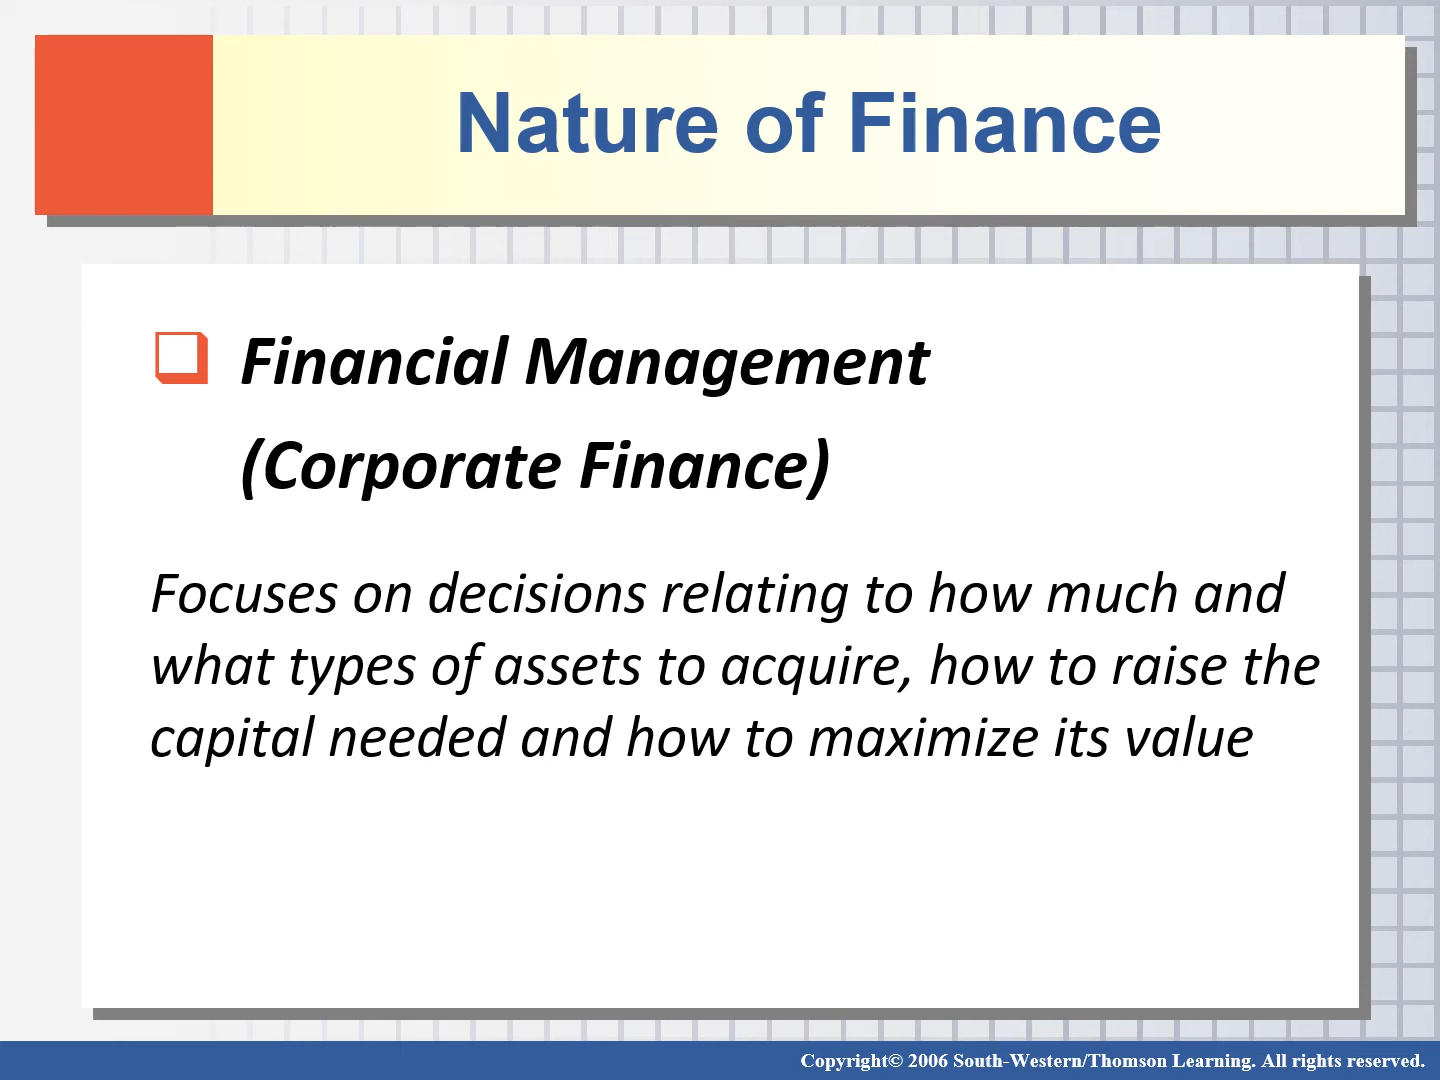 Nature of Finance
Financial Management
(Corporate Finance)
Focuses on decisions relating to how much and
what types of assets to acquire, how to raise the
capital needed and how to maximize its value
Copyright© 2006 South-Western/Thomson Learning. All rights reserved.